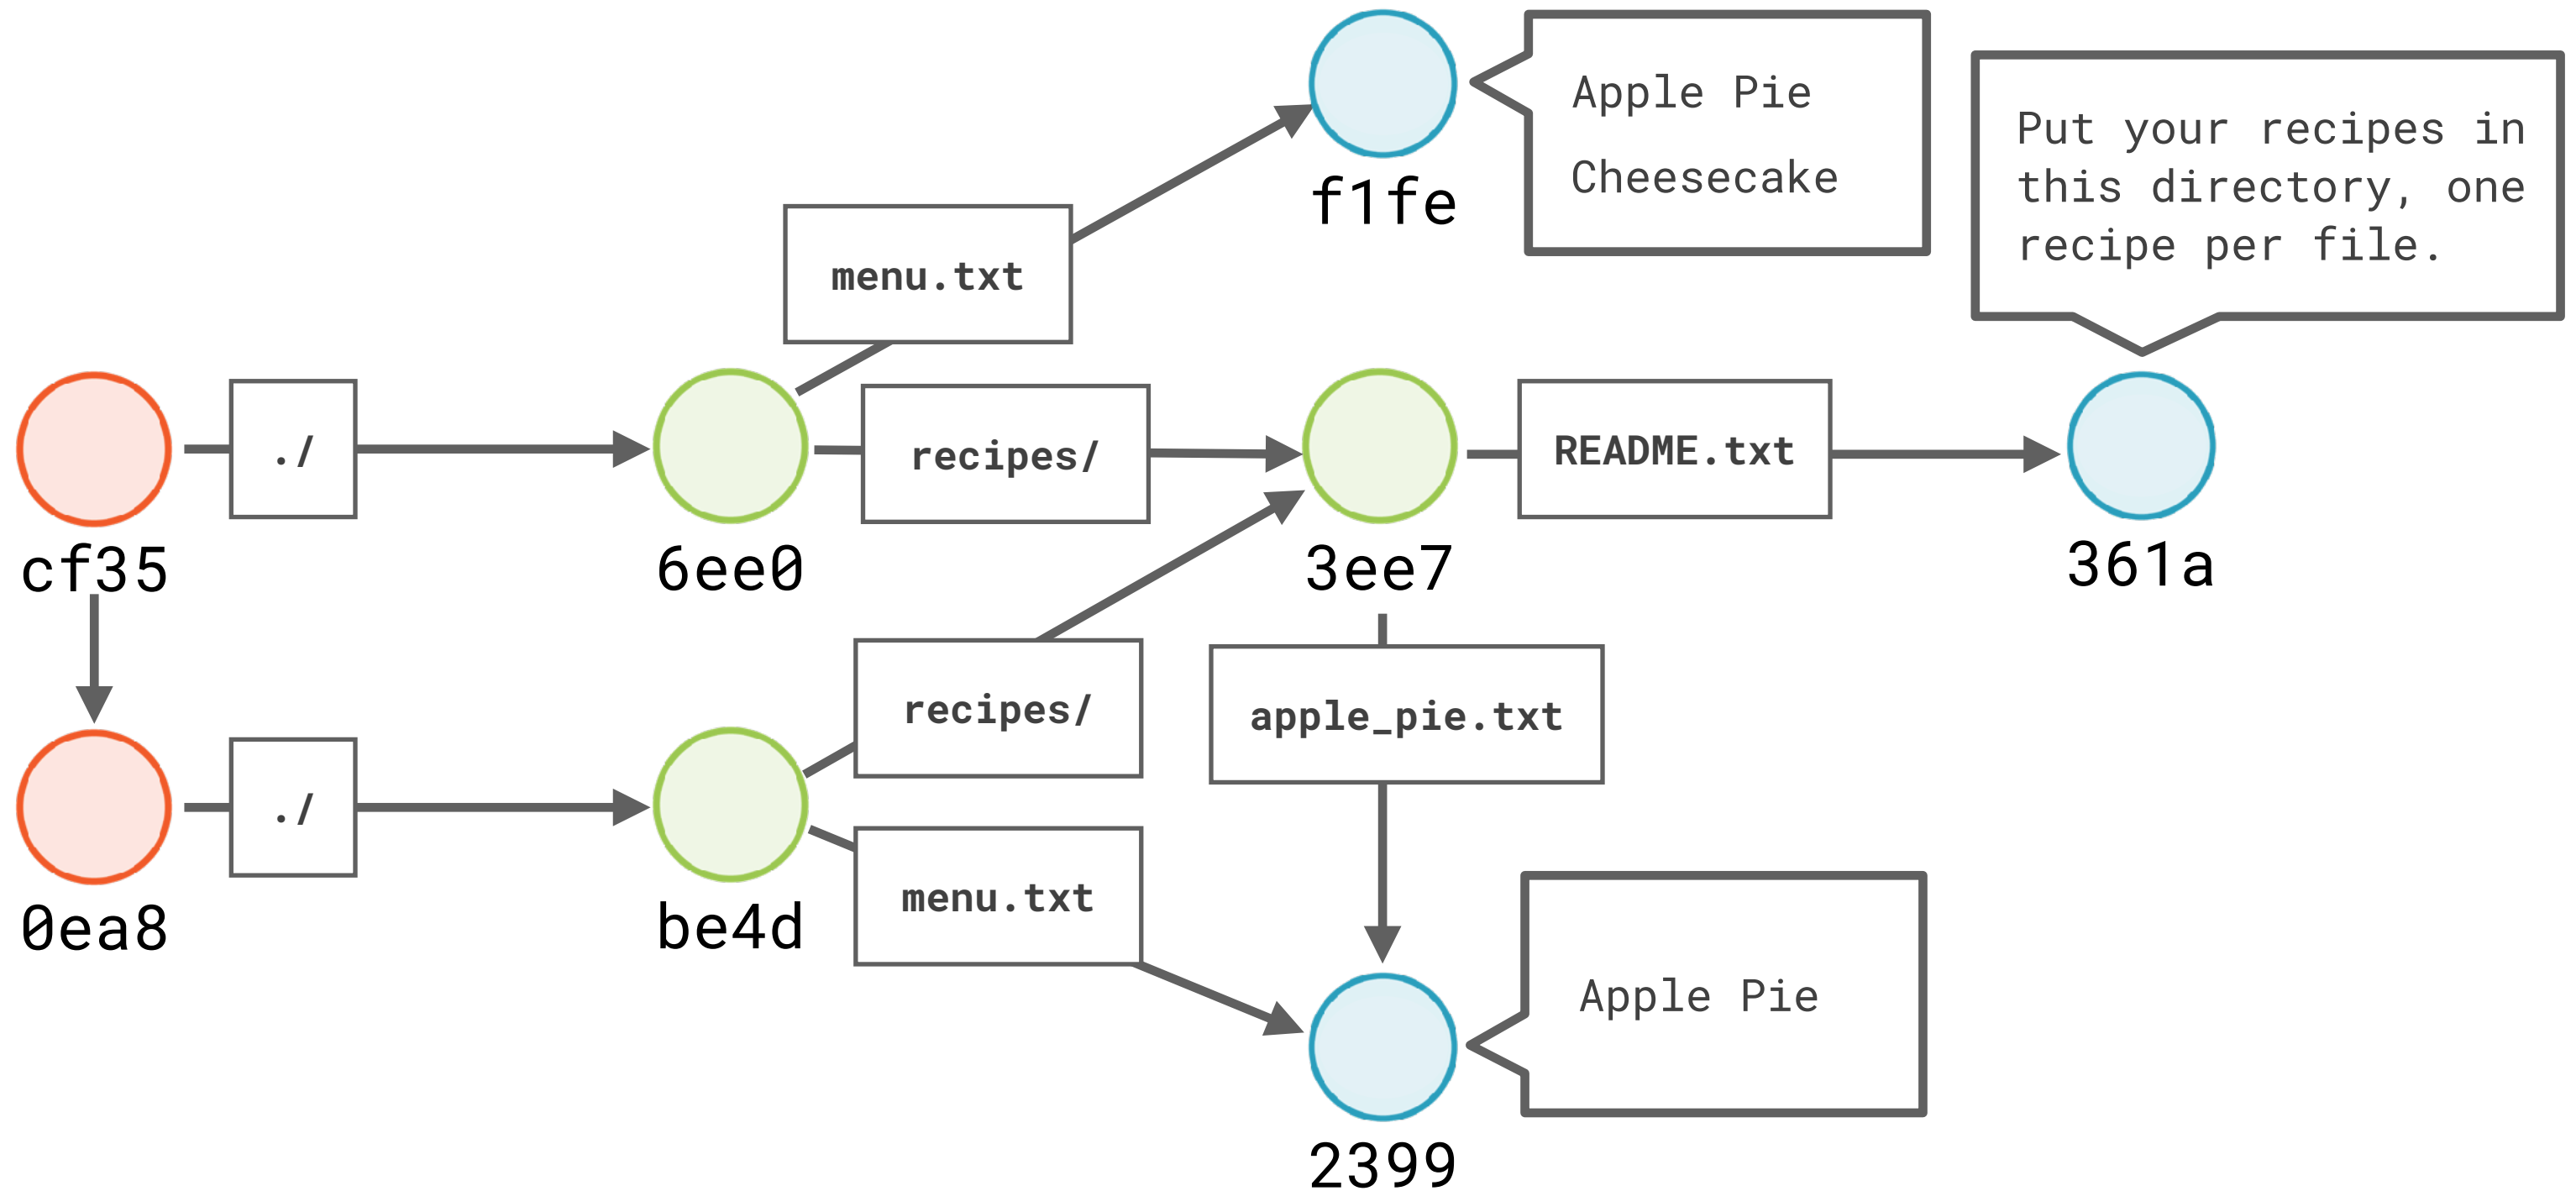 f1fe
Apple Pie
Cheesecake
Put your recipes in
this directory, one
recipe per file.
menu.txt
./
recipes/
README.txt
cf35
6ee0
3ee7
361a
recipes/
apple_pie.txt
./
menu.txt
0ea8
be4d
Apple Pie
2399